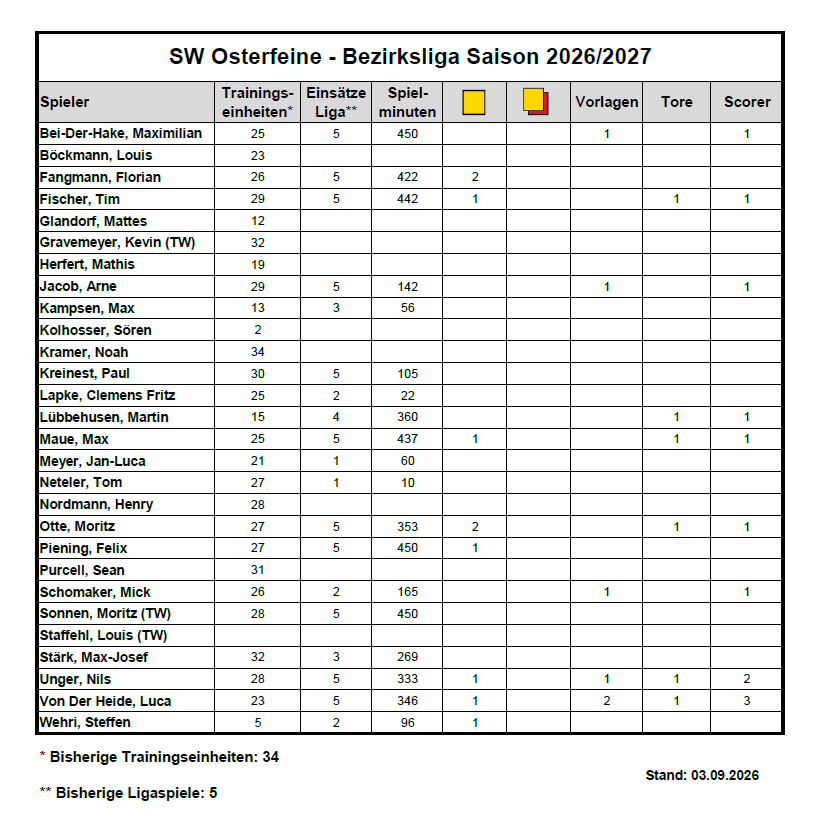 SW Osterfeine - Bezirksliga Saison 2026/2027
Spieler Trainings-einheiten* Einsätze Liga** Spiel-minuten Vorlagen Tore Scorer
Bei-Der-Hake, Maximilian 25 5 450 1 1
Böckmann, Louis 23
Fangmann, Florian 26 5 422 2
Fischer, Tim 29 5 442 1 1 1
Glandorf, Mattes 12
Gravemeyer, Kevin (TW) 32
Herfert, Mathis 19
Jacob, Arne 29 5 142 1 1
Kampsen, Max 13 3 56
Kolhosser, Sören 2
Kramer, Noah 34
Kreinest, Paul 30 5 105
Lapke, Clemens Fritz 25 2 22
Lübbehusen, Martin 15 4 360 1 1
Maue, Max 25 5 437 1 1 1
Meyer, Jan-Luca 21 1 60
Neteler, Tom 27 1 10
Nordmann, Henry 28
Otte, Moritz 27 5 353 2 1 1
Piening, Felix 27 5 450 1
Purcell, Sean 31
Schomaker, Mick 26 2 165 1 1
Sonnen, Moritz (TW) 28 5 450
Staffehl, Louis (TW)
Stärk, Max-Josef 32 3 269
Unger, Nils 28 5 333 1 1 1 2
Von Der Heide, Luca 23 5 346 1 2 1 3
Wehri, Steffen 5 2 96 1
* Bisherige Trainingseinheiten: 34
Stand: 03.09.2026
** Bisherige Ligaspiele: 5